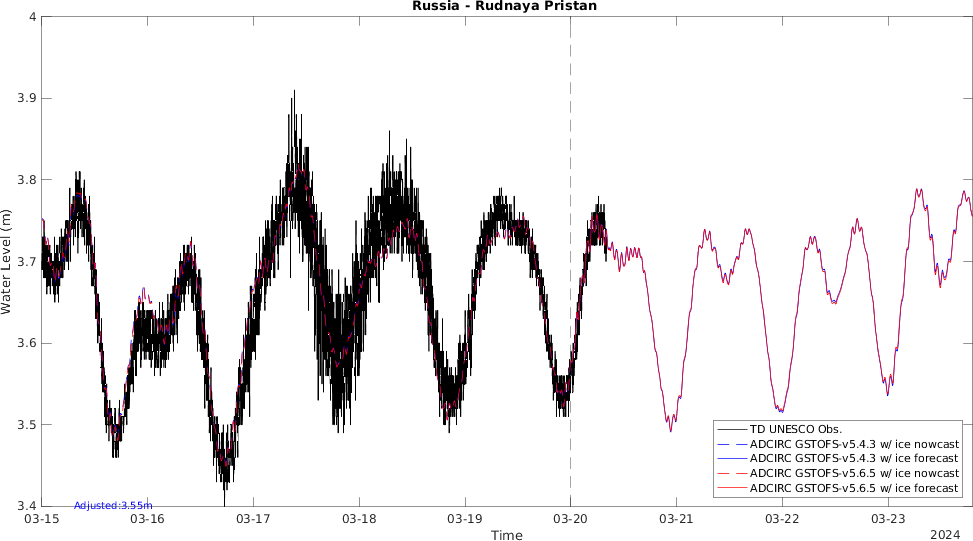 Russia - Rudnaya Pristan
4
3.9
3.8
3.7
3.6
3.5
3.4
Water Level (m)
Adjusted:3.55m
TD UNESCO Obs.
ADCIRC GSTOFS-v5.4.3 w/ ice nowcast
ADCIRC GSTOFS-v5.4.3 w/ ice forecast
ADCIRC GSTOFS-v5.6.5 w/ ice nowcast
ADCIRC GSTOFS-v5.6.5 w/ ice forecast
03-15 03-16 03-17 03-18 03-19 03-20 03-21 03-22 03-23
Time
2024